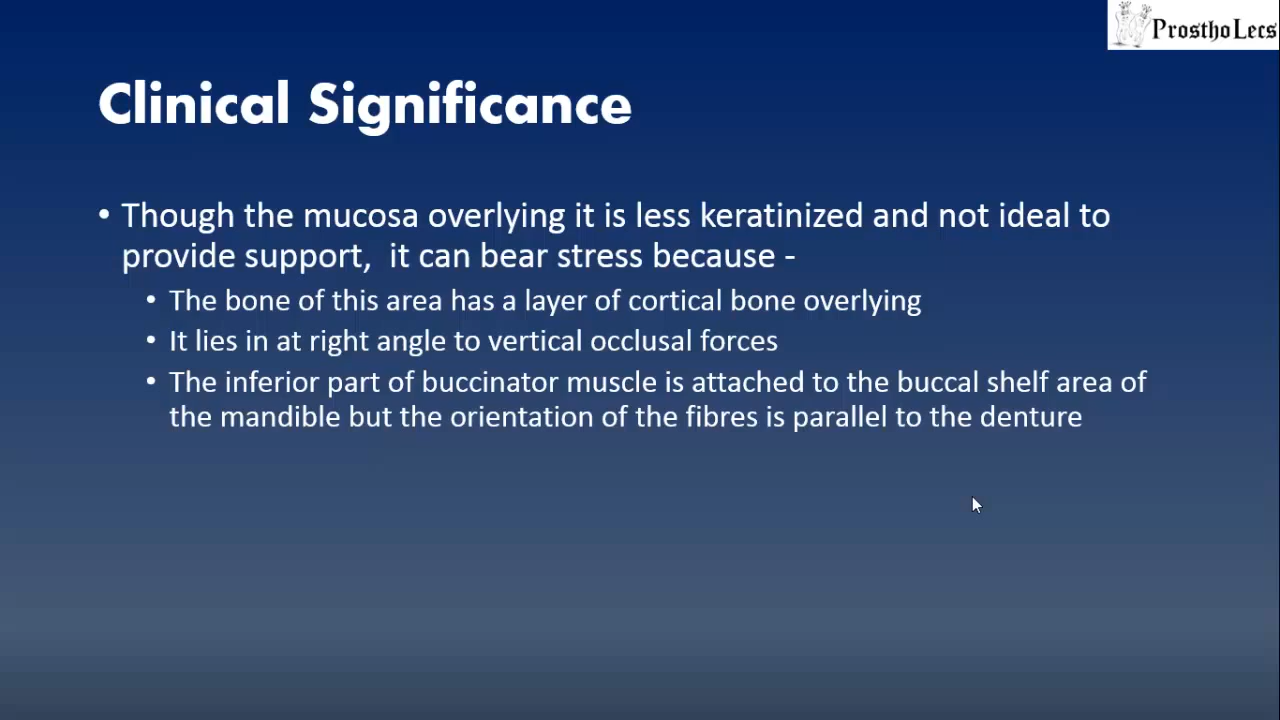 ProsthoLecs
Clinical Significance
• Though the mucosa overlying it is less keratinized and not ideal to
provide support,  it can bear stress because -
• The bone of this area has a layer of cortical bone overlying
• It lies in at right angle to vertical occlusal forces
• The inferior part of buccinator muscle is attached to the buccal shelf area of
the mandible but the orientation of the fibres is parallel to the denture